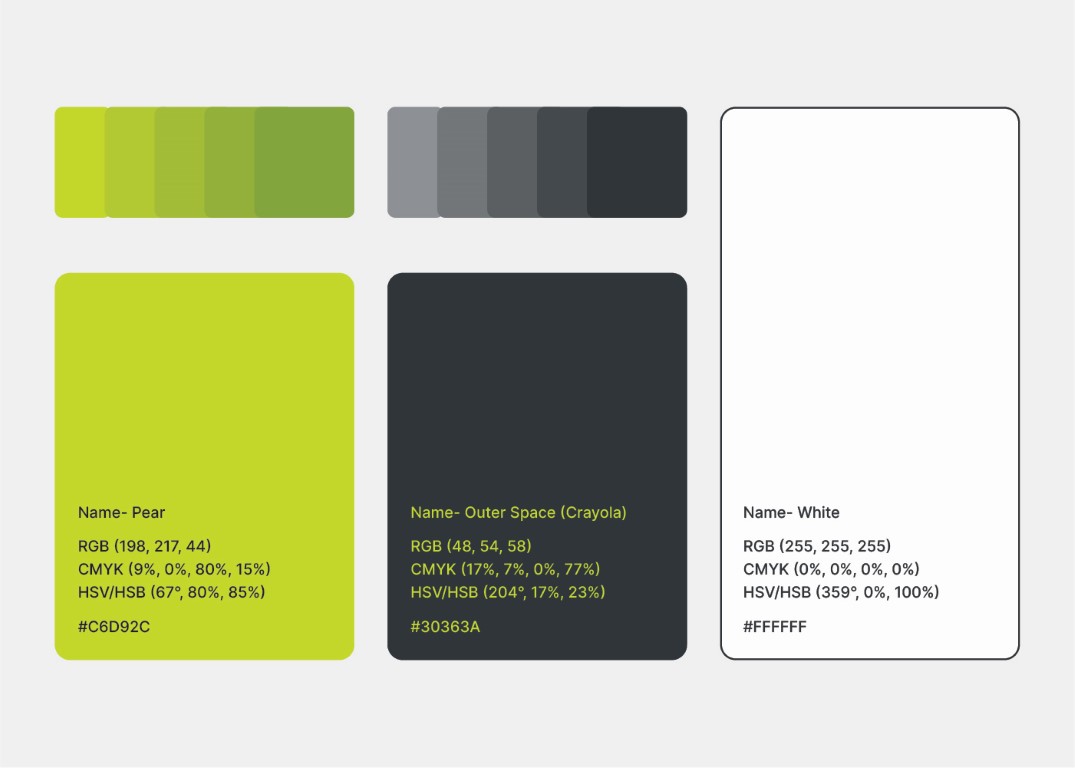 Name- Pear
RGB (198, 217, 44)
CMYK (9%, 0%, 80%, 15%)
HSV/HSB (67°, 80%, 85%)
#C6D92C
Name- Outer Space (Crayola)
RGB (48, 54, 58)
CMYK (17%, 7%, 0%, 77%)
HSV/HSB (204°, 17%, 23%)
#30363A
Name- White
RGB (255, 255, 255)
CMYK (0%, 0%, 0%, 0%)
HSV/HSB (359°, 0%, 100%)
#FFFFFF